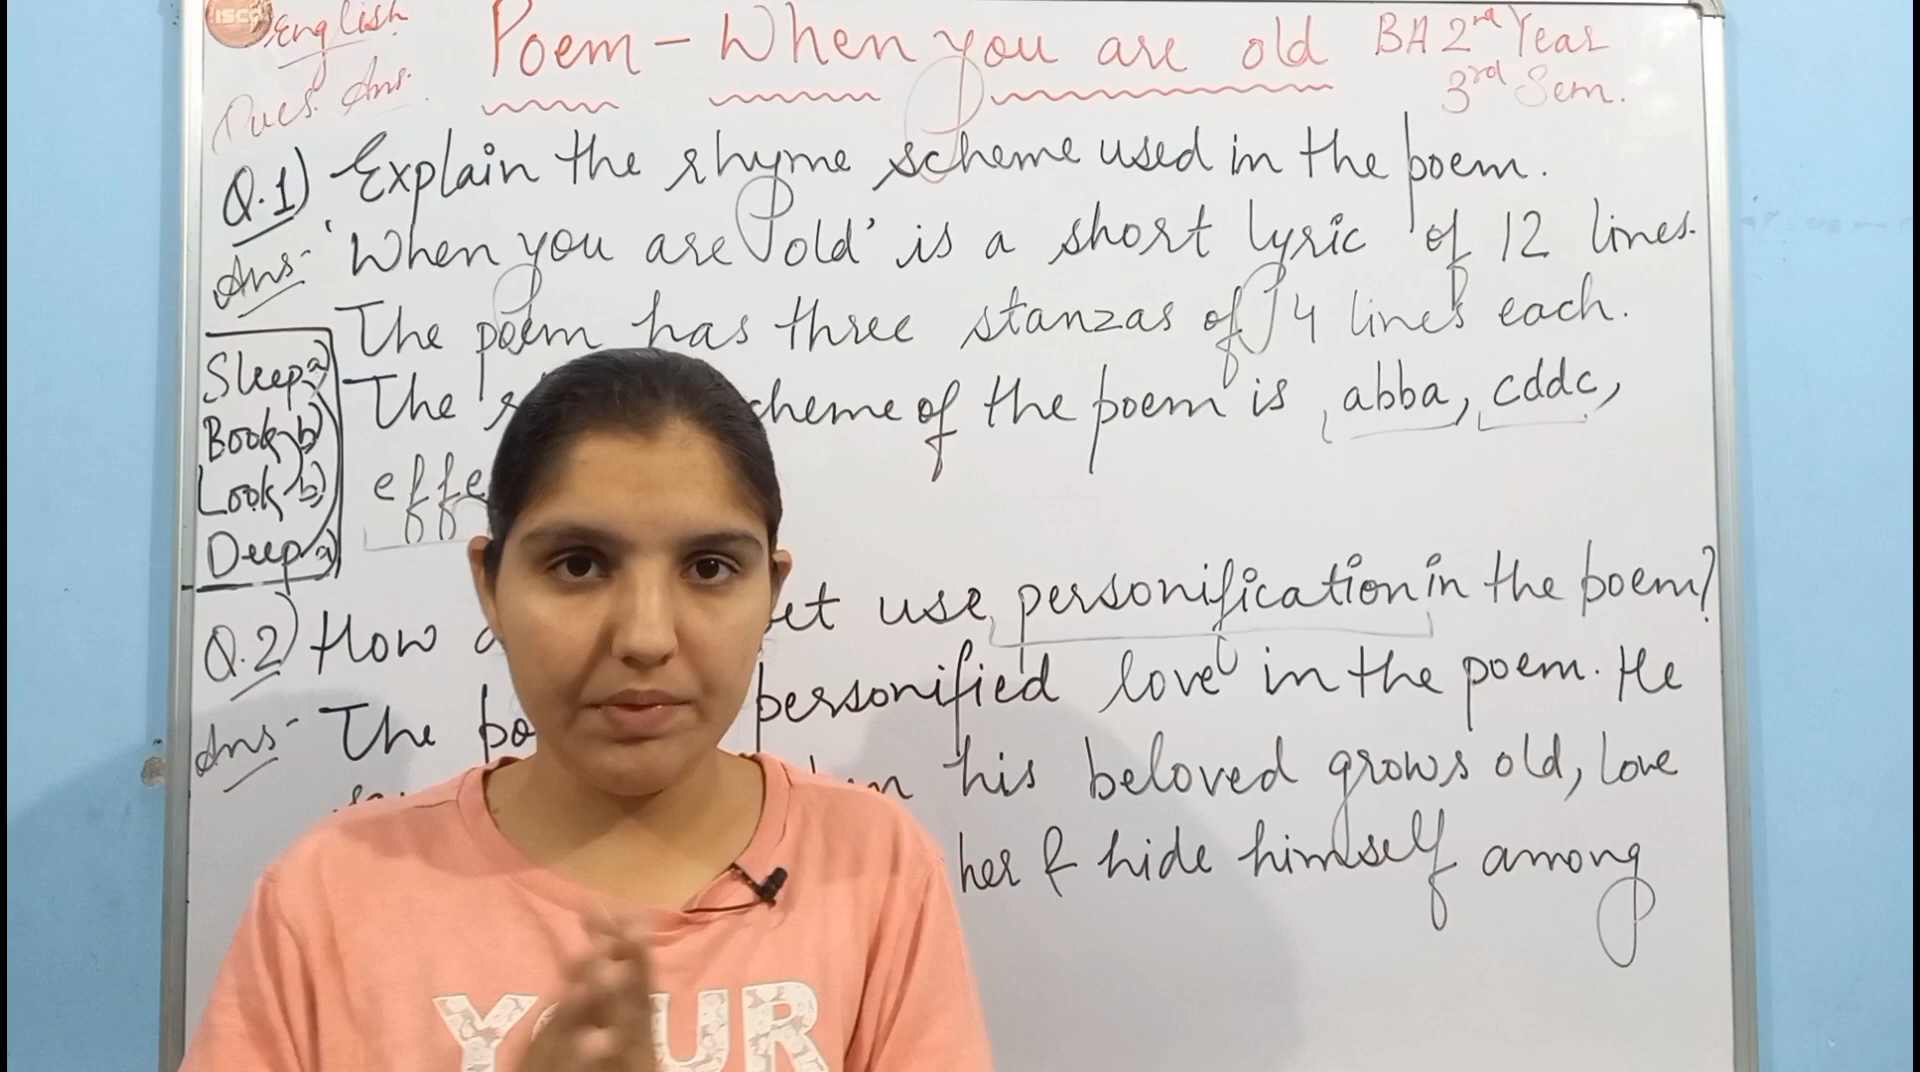 ISC
English
Ques. Ans.
Poem - When you are old
BA 2nd Year
3rd Sem.
Q.1) Explain the rhyme scheme used in the poem.
Ans- 'When you are old' is a short lyric of 12 lines.
The poem has three stanzas of 4 lines each.
The cheme of the poem is abba, cddc,
effe
Sleep a)
Book b)
Look b)
Deep a)
Q.2) How et use personification in the poem?
Ans- The po personified love in the poem. He
his beloved grows old, love
her & hide himself among
YOUR